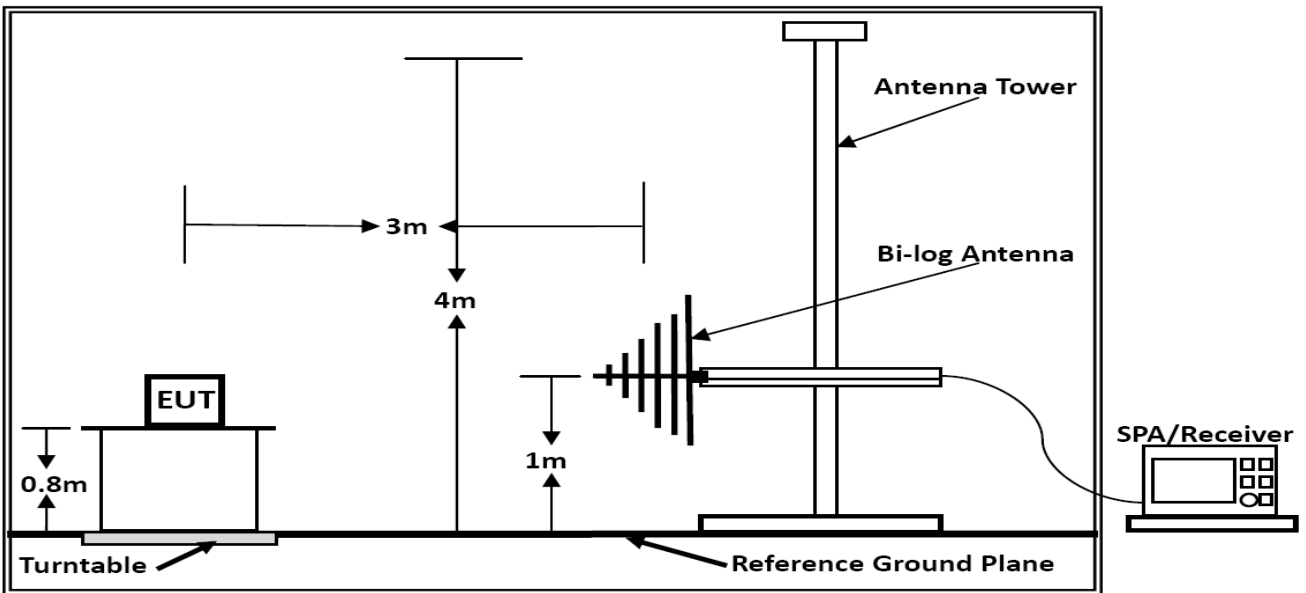 Antenna Tower
3m
Bi-log Antenna
4m
EUT
SPA/Receiver
1m
0.8m
Turntable
Reference Ground Plane